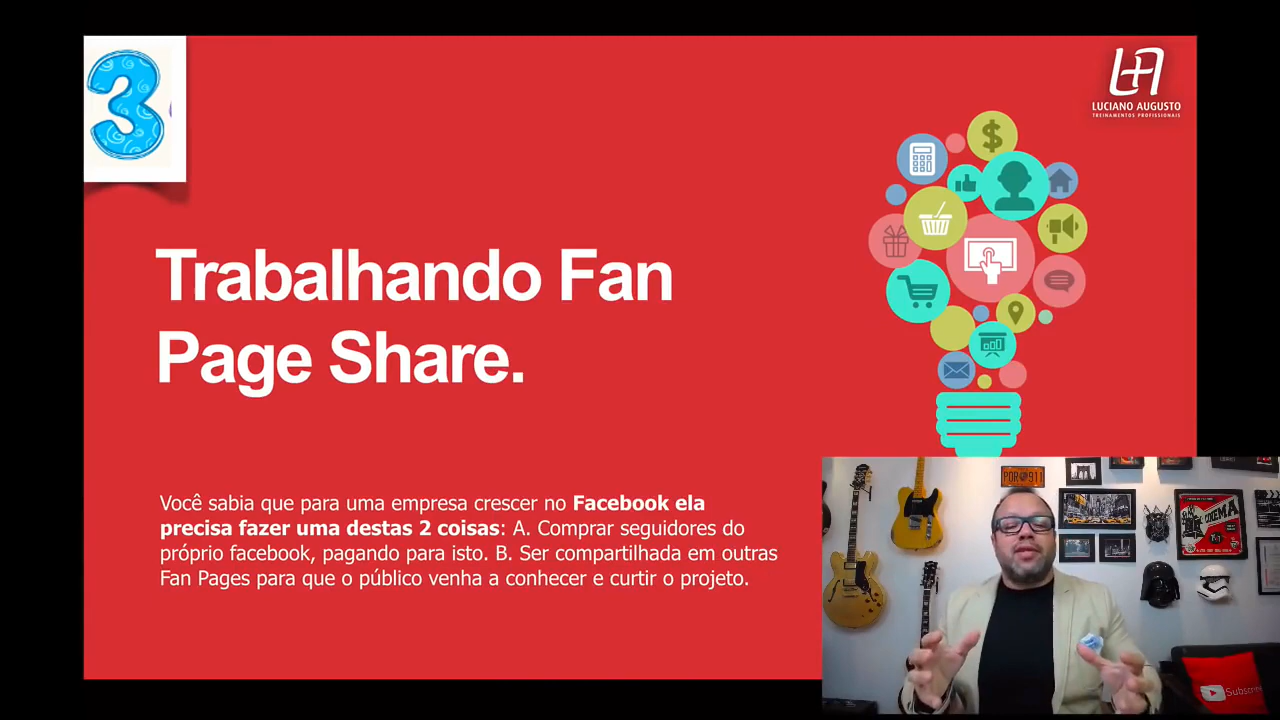 3
LUCIANO AUGUSTO
TREINAMENTOS PROFISSIONAIS
$
Trabalhando Fan
Page Share.
Você sabia que para uma empresa crescer no Facebook ela
precisa fazer uma destas 2 coisas: A. Comprar seguidores do
próprio facebook, pagando para isto. B. Ser compartilhada em outras
Fan Pages para que o público venha a conhecer e curtir o projeto.
CINEMA
Subscribe